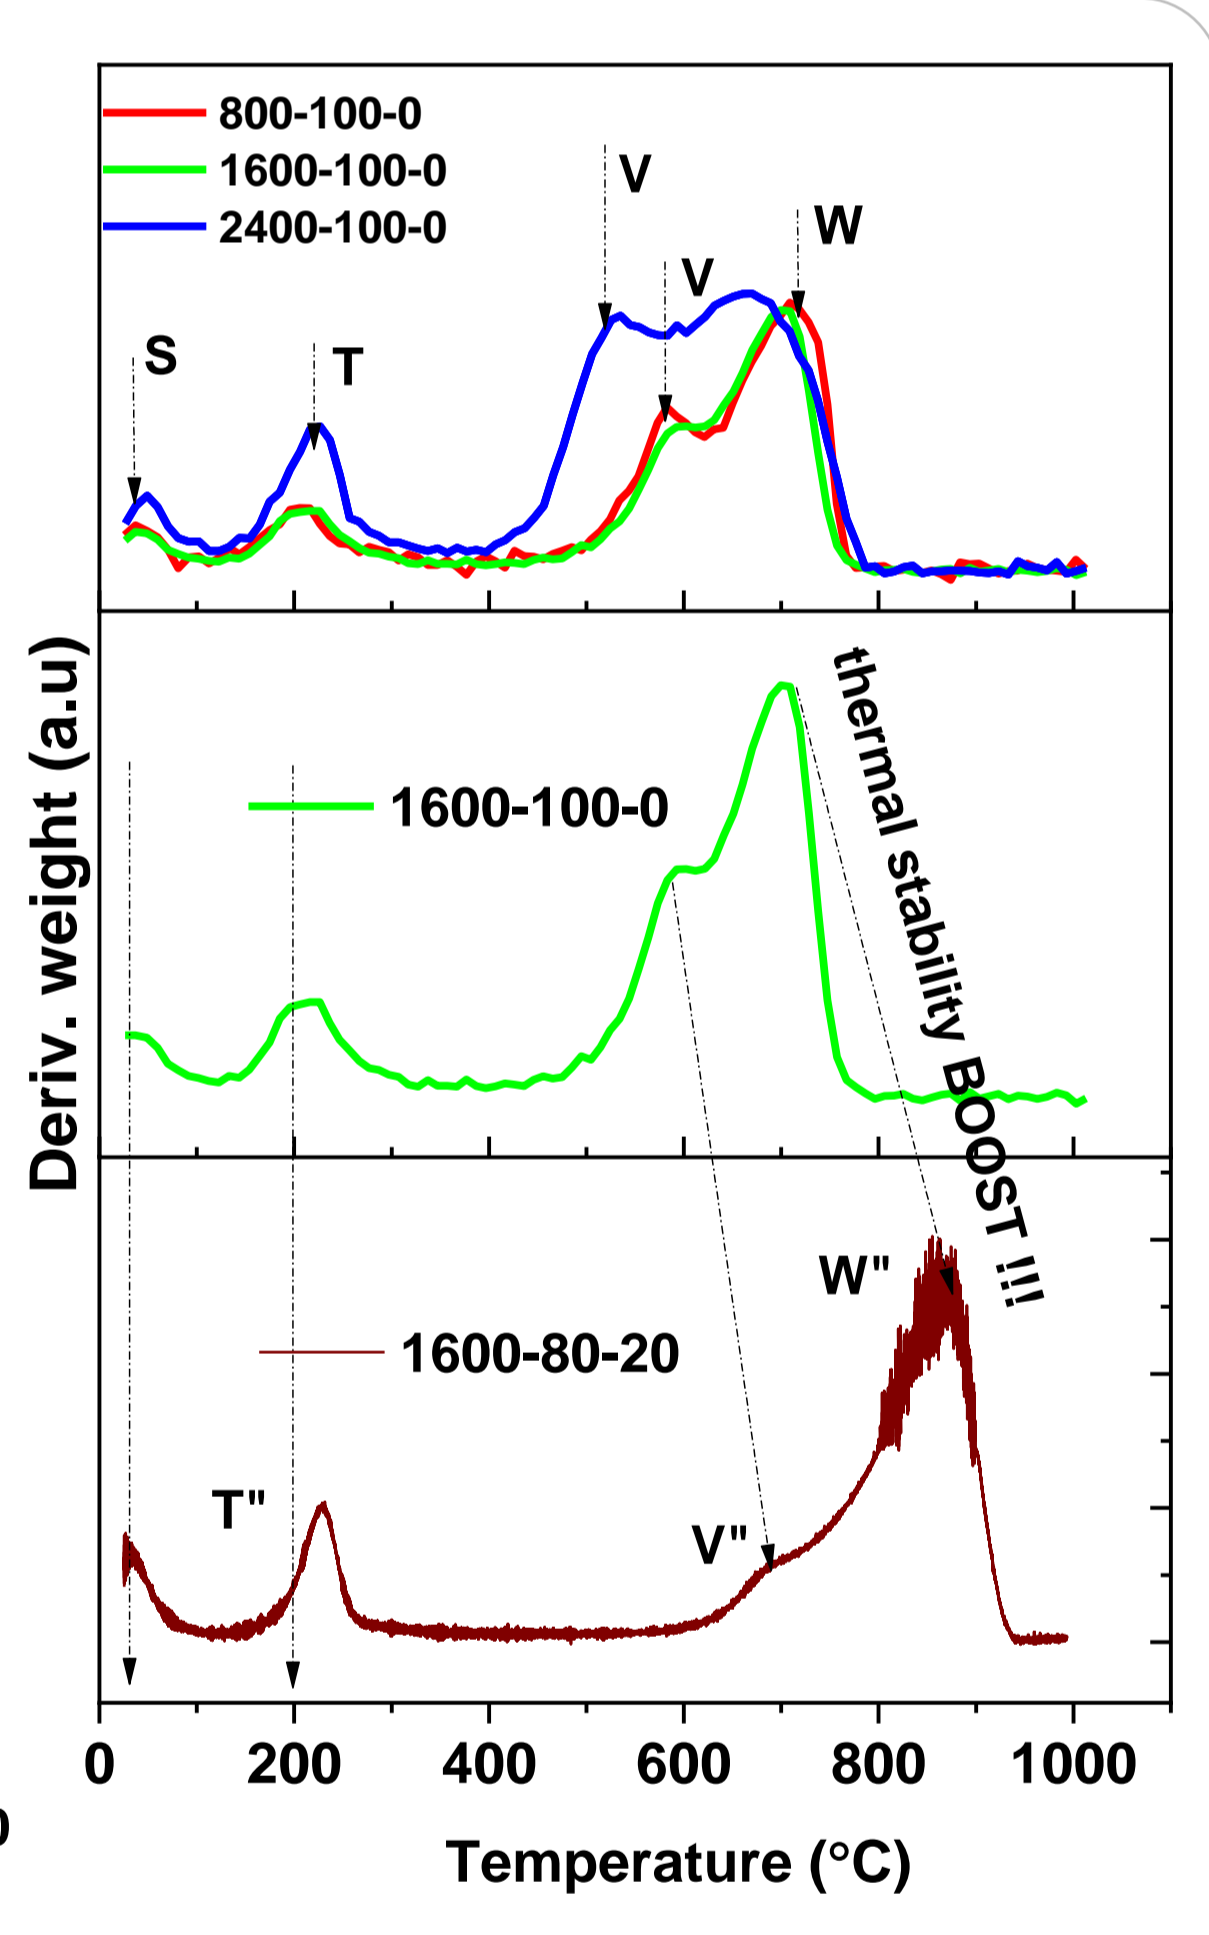 800-100-0
1600-100-0
2400-100-0
S
T
V
V
W
1600-100-0
thermal stability BOOST !!!
Deriv. weight (a.u)
W"
1600-80-20
T"
V"
0 200 400 600 800 1000
Temperature (°C)